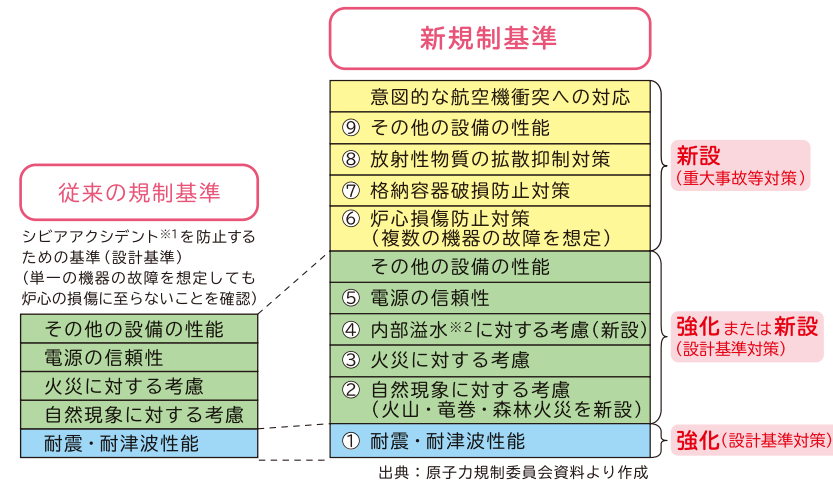 新規制基準
意図的な航空機衝突への対応
⑨ その他の設備の性能
⑧ 放射性物質の拡散抑制対策
⑦ 格納容器破損防止対策
⑥ 炉心損傷防止対策
(複数の機器の故障を想定)
その他の設備の性能
⑤ 電源の信頼性
④ 内部溢水※2に対する考慮(新設)
③ 火災に対する考慮
② 自然現象に対する考慮
(火山・竜巻・森林火災を新設)
① 耐震・耐津波性能
新設
(重大事故等対策)
強化または新設
(設計基準対策)
強化(設計基準対策)
従来の規制基準
シビアアクシデント※1を防止する
ための基準(設計基準)
(単一の機器の故障を想定しても
炉心の損傷に至らないことを確認)
その他の設備の性能
電源の信頼性
火災に対する考慮
自然現象に対する考慮
耐震・耐津波性能
出典：原子力規制委員会資料より作成